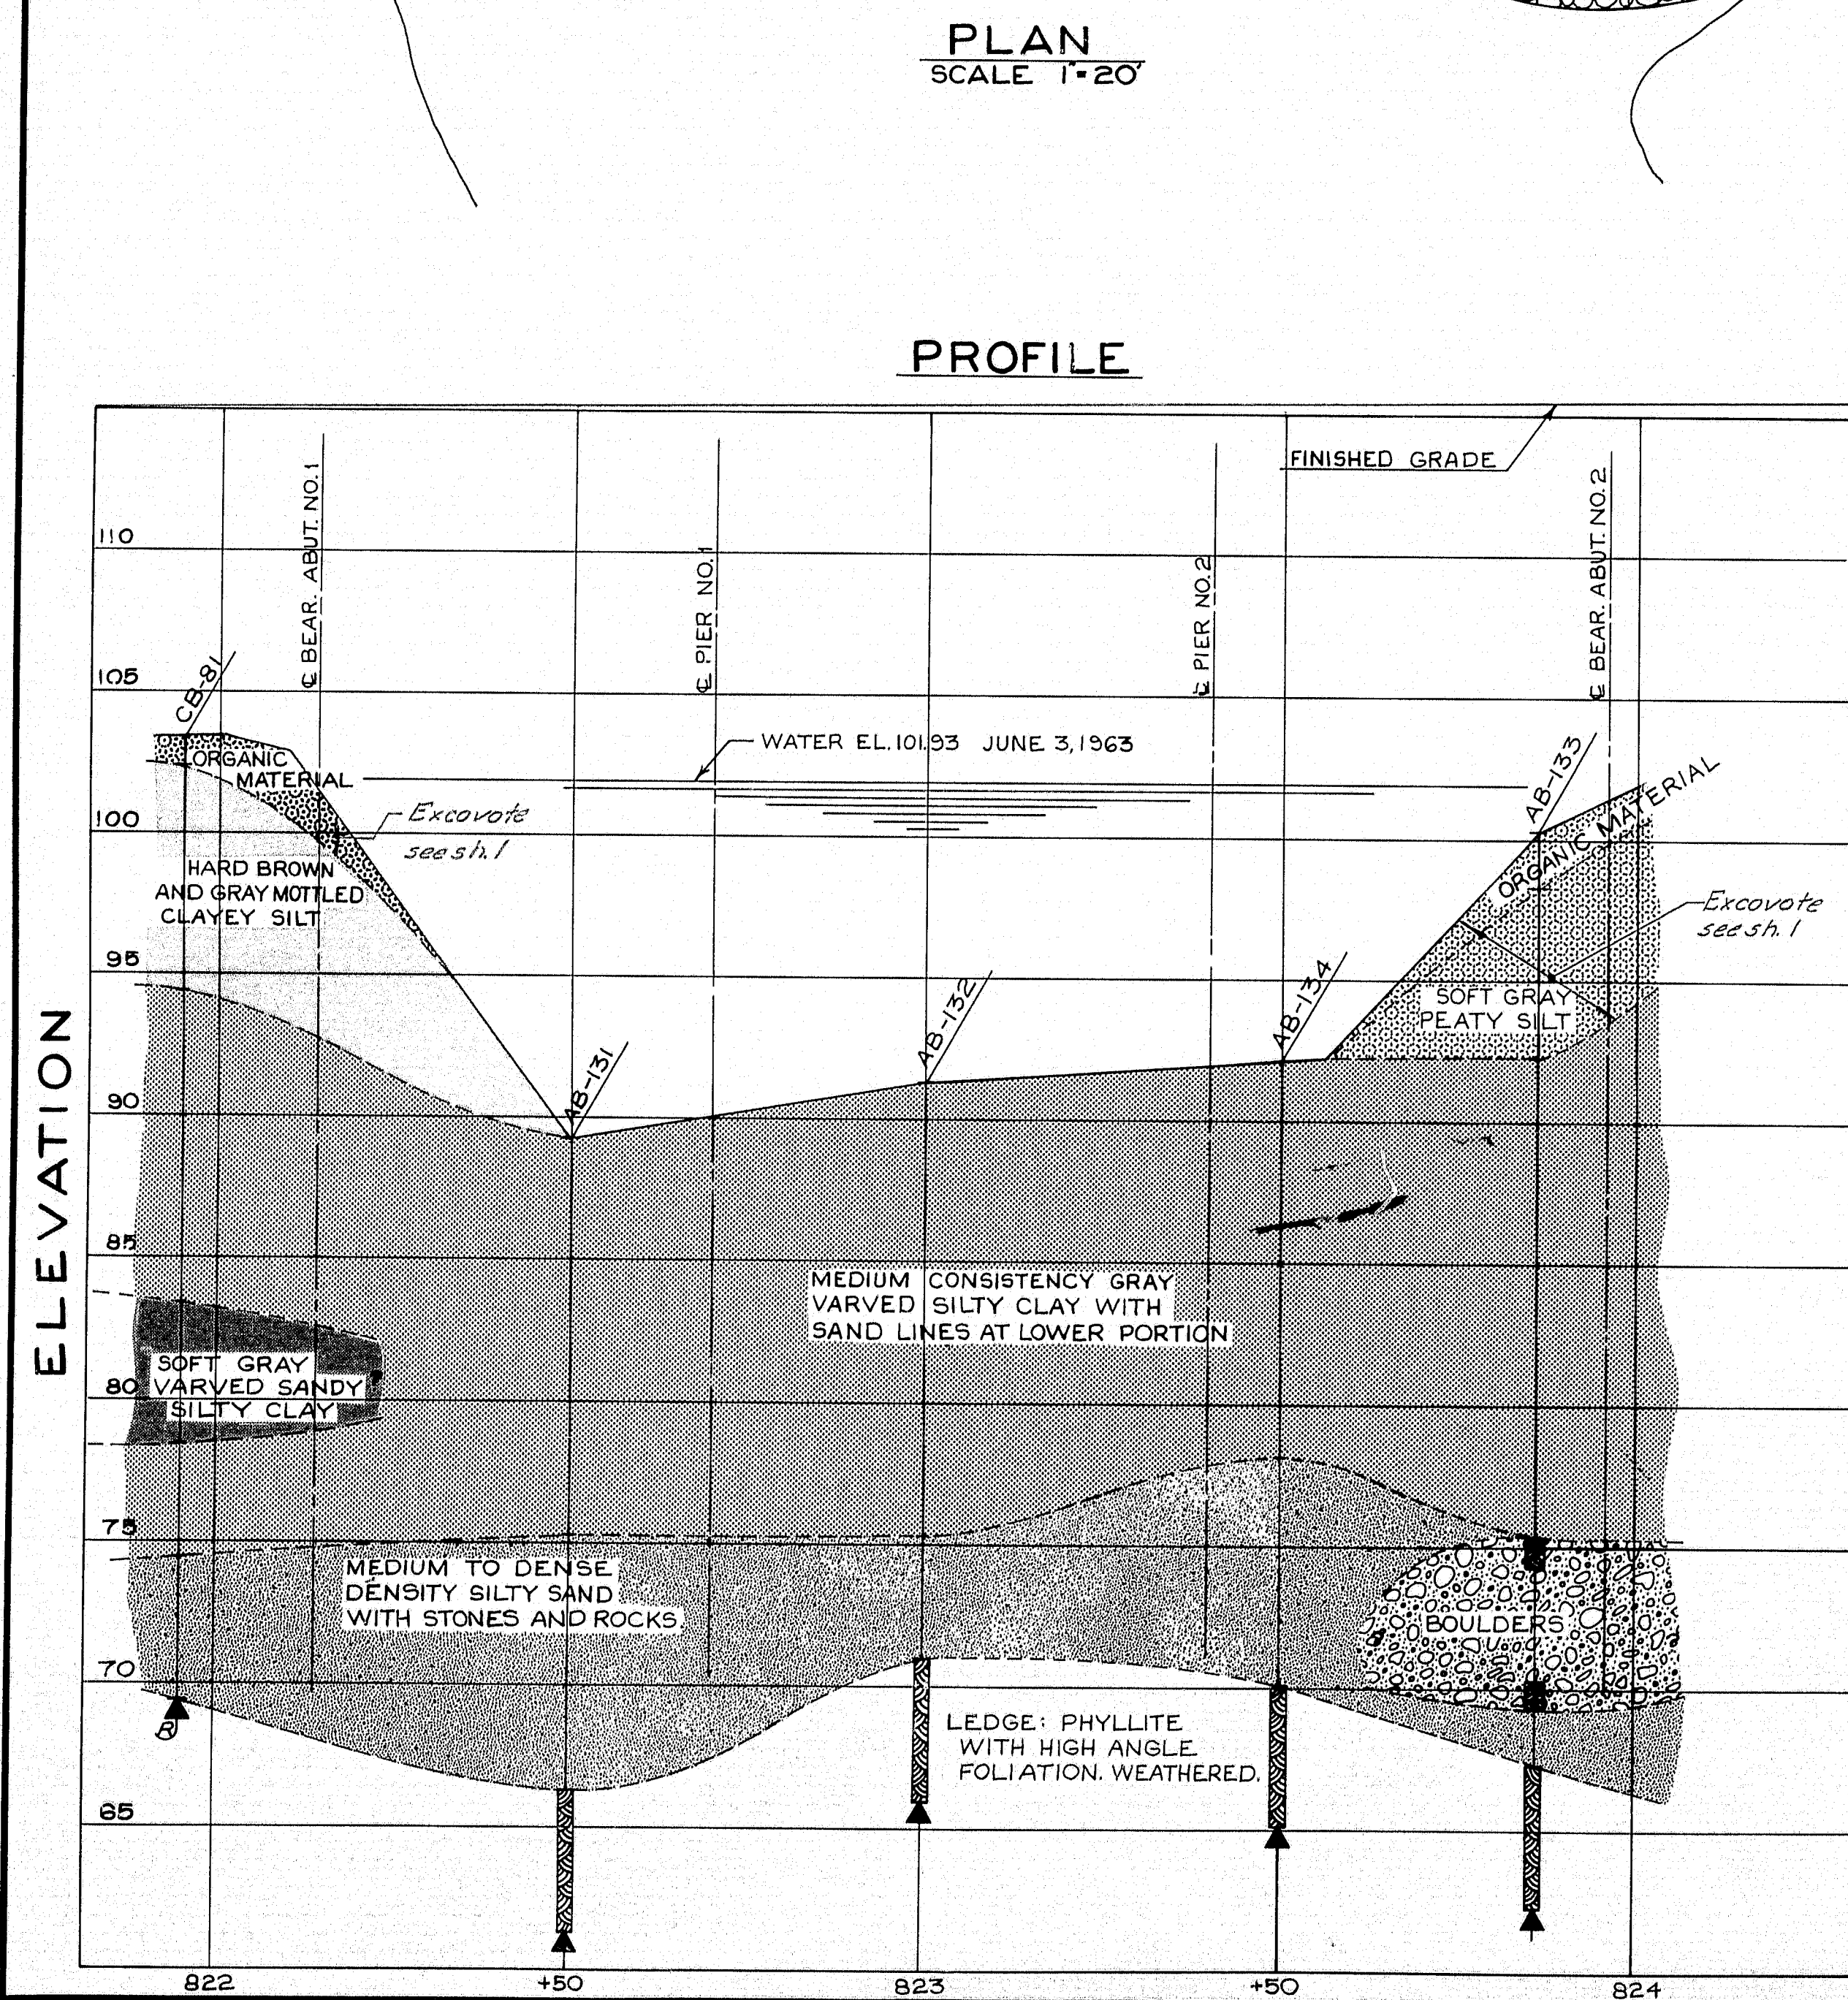 PLAN
SCALE 1"=20'
PROFILE
FINISHED GRADE
℄ BEAR. ABUT. NO. 1
℄ PIER NO. 1
℄ PIER NO. 2
℄ BEAR. ABUT. NO. 2
110
105
100
95
90
85
80
75
70
65
ELEVATION
CB-81
ORGANIC
MATERIAL
WATER EL. 101.93 JUNE 3, 1963
Excavate
see sh. 1
HARD BROWN
AND GRAY MOTTLED
CLAYEY SILT
AB-131
AB-132
AB-134
AB-133
ORGANIC MATERIAL
Excavate
see sh. 1
SOFT GRAY
PEATY SILT
MEDIUM CONSISTENCY GRAY
VARVED SILTY CLAY WITH
SAND LINES AT LOWER PORTION
SOFT GRAY
VARVED SANDY
SILTY CLAY
MEDIUM TO DENSE
DENSITY SILTY SAND
WITH STONES AND ROCKS.
BOULDERS
R
LEDGE: PHYLLITE
WITH HIGH ANGLE
FOLIATION. WEATHERED.
822
+50
823
+50
824